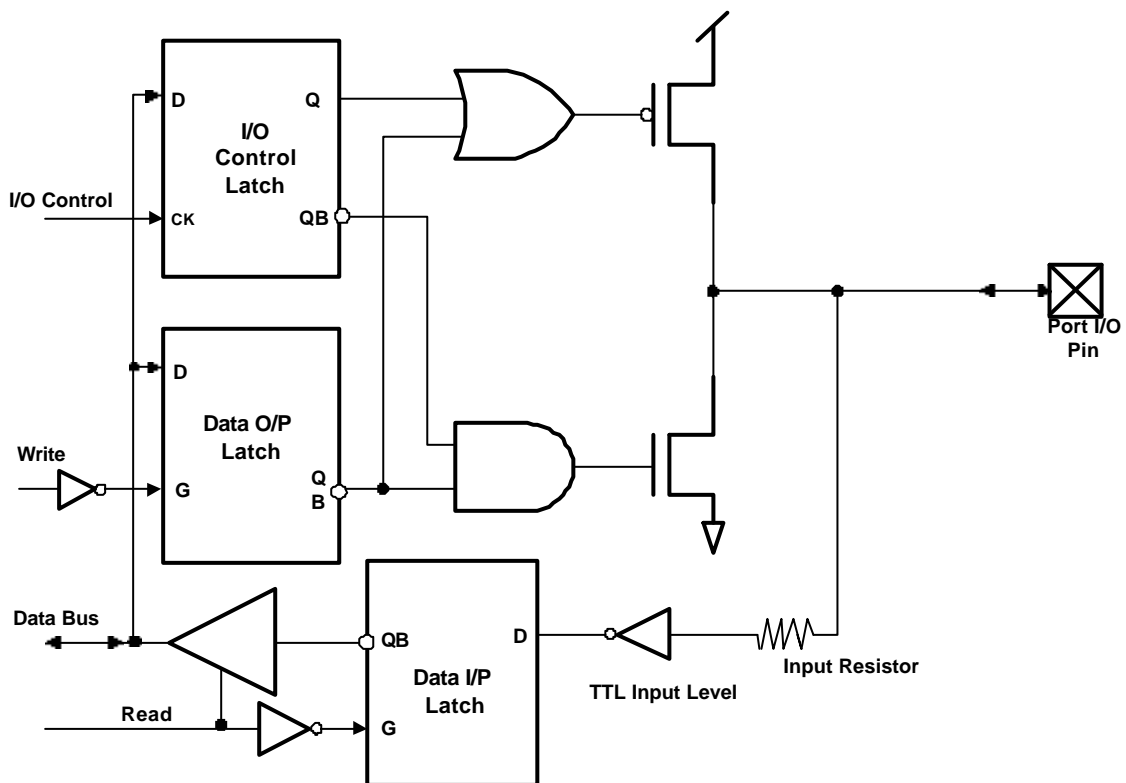 D
Q
I/O
Control
Latch
I/O Control
CK
QB
Port I/O
Pin
D
Data O/P
Latch
Write
G
Q
B
Data Bus
QB
D
Data I/P
Latch
TTL Input Level
Input Resistor
Read
G